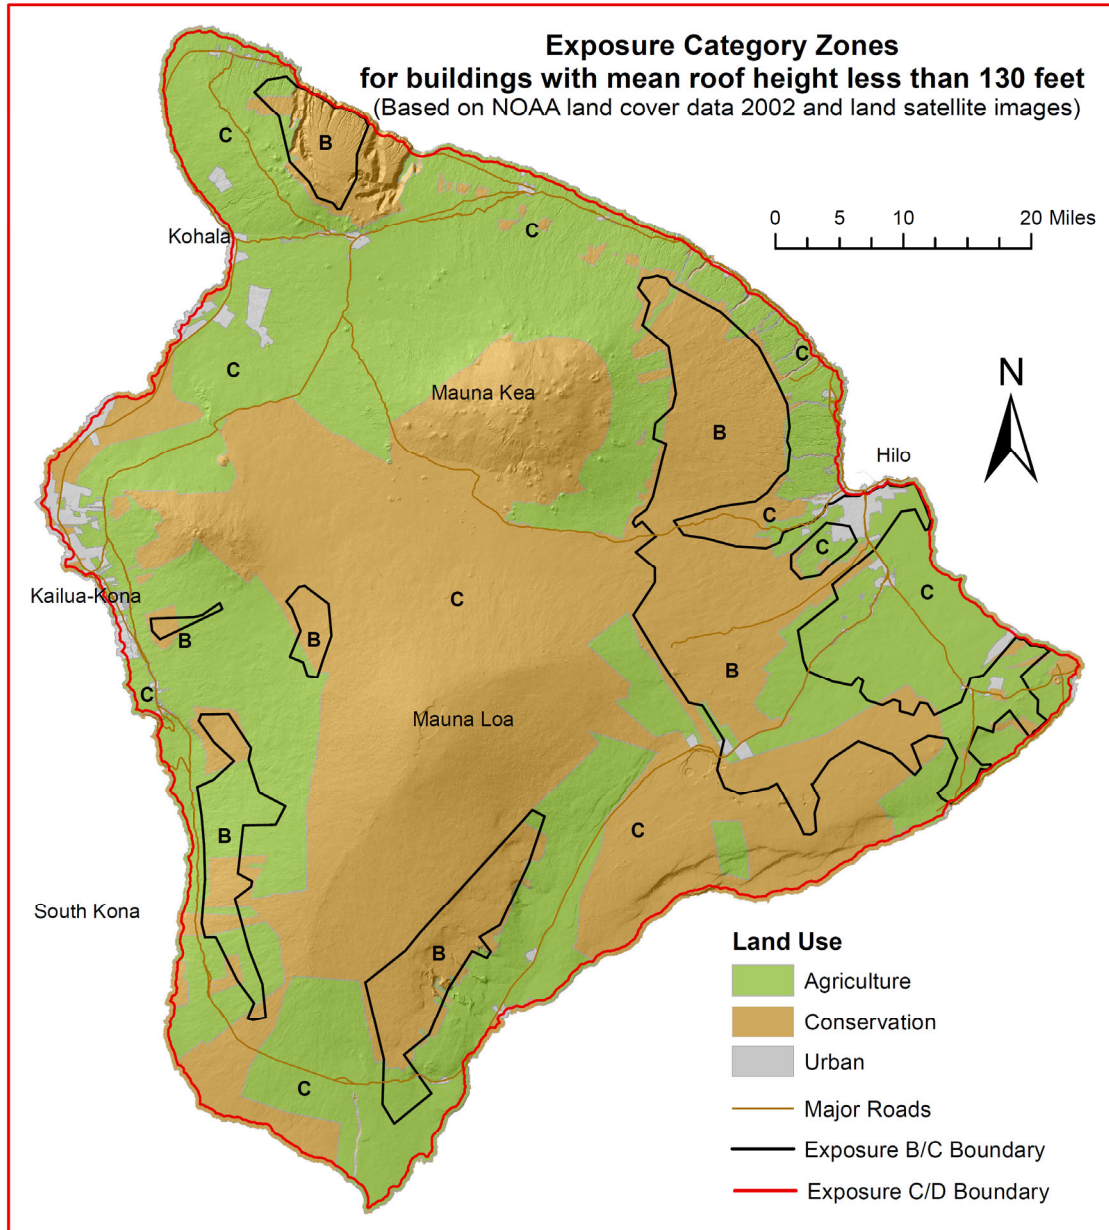 Exposure Category Zones
for buildings with mean roof height less than 130 feet
(Based on NOAA land cover data 2002 and land satellite images)
C
B
0 5 10 20 Miles
Kohala
C
C
C
N
Mauna Kea
B
Hilo
C
C
Kailua-Kona
C
C
B
B
B
C
Mauna Loa
B
C
South Kona
B
Land Use
Agriculture
Conservation
Urban
C
Major Roads
Exposure B/C Boundary
Exposure C/D Boundary